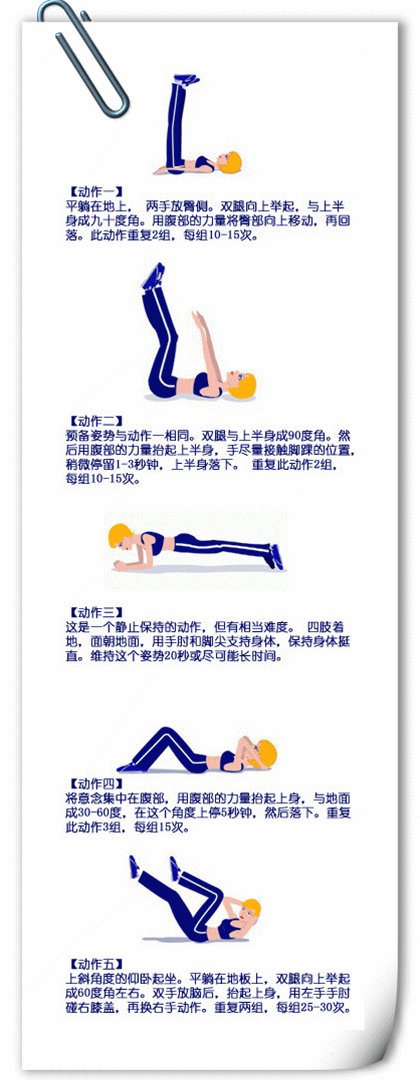 【动作一】
平躺在地上， 两手放臀侧。双腿向上举起，与上半
身成九十度角。用腹部的力量将臀部向上移动，再回
落。此动作重复2组，每组10-15次。
【动作二】
预备姿势与动作一相同。双腿与上半身成90度角。然
后用腹部的力量抬起上半身，手尽量接触脚踝的位置，
稍微停留1-3秒钟，上半身落下。 重复此动作2组，
每组10-15次。
【动作三】
这是一个静止保持的动作，但有相当难度。 四肢着
地，面朝地面，用手肘和脚尖支持身体，保持身体挺
直。维持这个姿势20秒或尽可能长时间。
【动作四】
将意念集中在腹部，用腹部的力量抬起上身，与地面
成30-60度，在这个角度上停5秒钟，然后落下。重复
此动作3组，每组15次。
【动作五】
上斜角度的仰卧起坐。平躺在地板上，双腿向上举起
成60度角左右。双手放脑后，抬起上身，用左手手肘
碰右膝盖，再换右手动作。重复两组，每组25-30次。